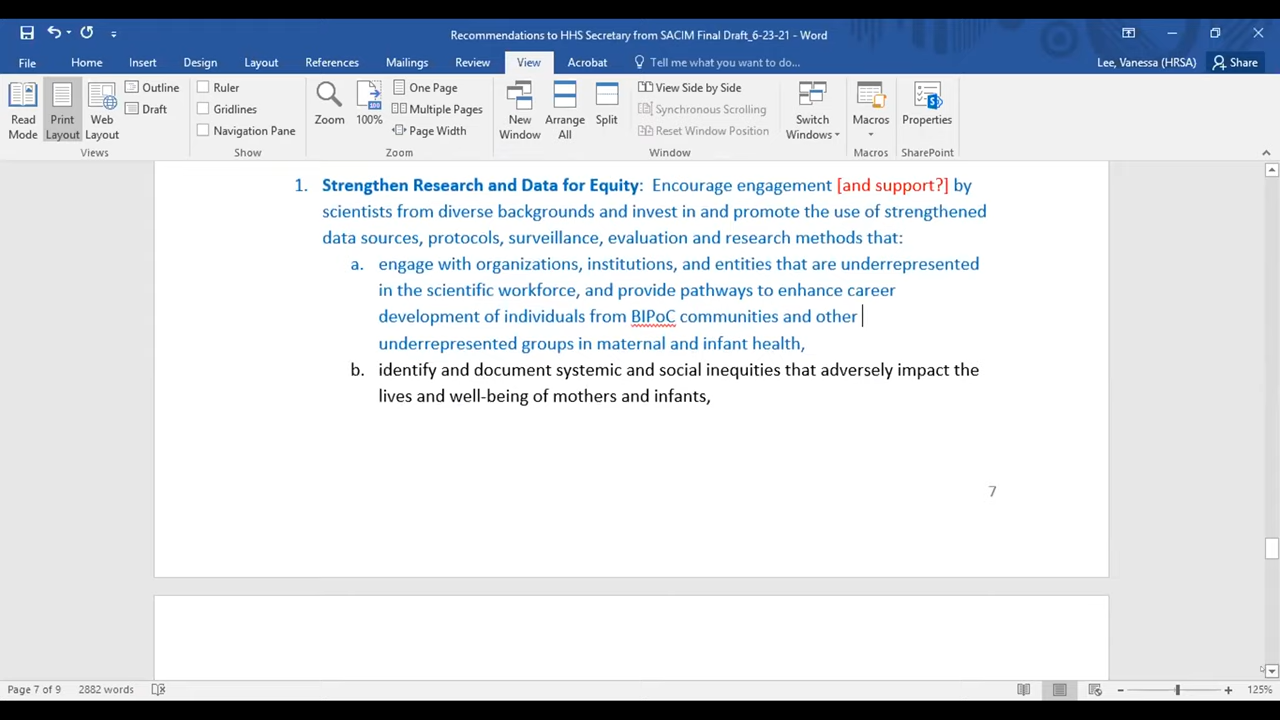 Recommendations to HHS Secretary from SACIM Final Draft_6-23-21 - Word
File Home Insert Design Layout References Mailings Review View Acrobat Tell me what you want to do... Lee, Vanessa (HRSA) Share
Read Mode
Print Layout
Web Layout
Outline
Draft
Views
Ruler
Gridlines
Navigation Pane
Show
Zoom
100%
One Page
Multiple Pages
Page Width
Zoom
New Window
Arrange All
Split
View Side by Side
Synchronous Scrolling
Reset Window Position
Switch Windows
Window
Macros
Macros
Properties
SharePoint
1. Strengthen Research and Data for Equity: Encourage engagement [and support?] by
scientists from diverse backgrounds and invest in and promote the use of strengthened
data sources, protocols, surveillance, evaluation and research methods that:
a. engage with organizations, institutions, and entities that are underrepresented
in the scientific workforce, and provide pathways to enhance career
development of individuals from BIPoC communities and other
underrepresented groups in maternal and infant health,
b. identify and document systemic and social inequities that adversely impact the
lives and well-being of mothers and infants,
7
Page 7 of 9 2882 words 125%